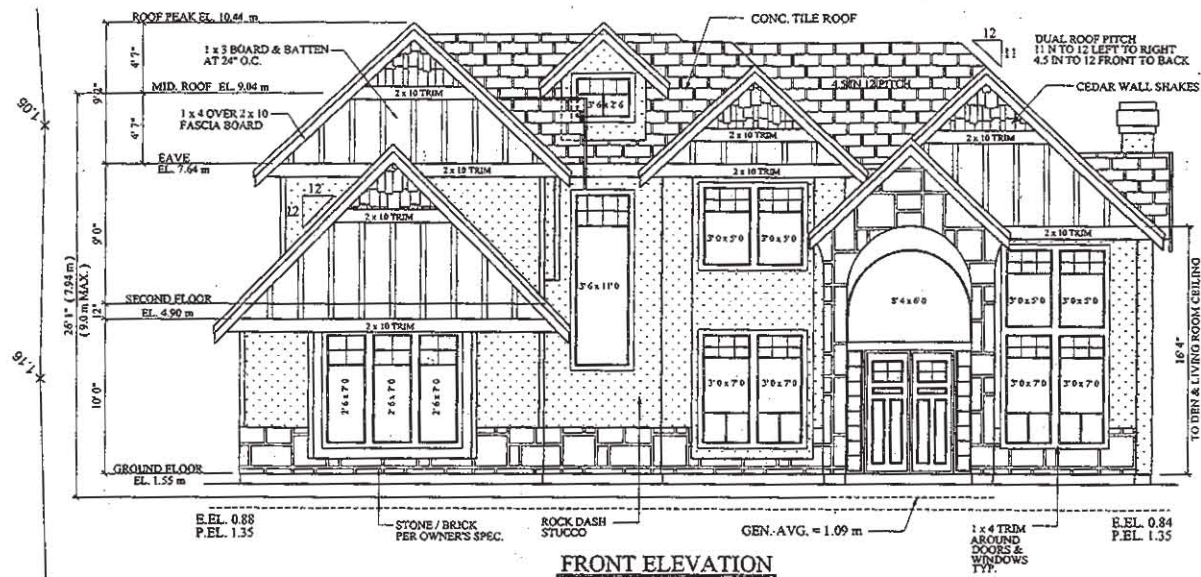 ROOF PEAK EL. 10.44 m
CONC. TILE ROOF
12
11
DUAL ROOF PITCH
11 N TO 12 LEFT TO RIGHT
4.5 IN TO 12 FRONT TO BACK
1 x 3 BOARD & BATTEN
AT 24" O.C.
4'7"
9'2"
MID. ROOF EL. 9.04 m
2 x 10 TRIM
3'6 x 2'6
CEDAR WALL SHAKES
1.06
1 x 4 OVER 2 x 10
FASCIA BOARD
4'7"
2 x 10 TRIM
2 x 10 TRIM
EAVE
EL. 7.64 m
2 x 10 TRIM
2 x 10 TRIM
12
12
2 x 10 TRIM
9'0"
3'0 x 5'0
3'0 x 5'0
2 x 10 TRIM
26'1" (7.94 m)
(9.0 m MAX.)
3'6 x 11'0
8'4 x 6'0
3'0 x 5'0
3'0 x 5'0
SECOND FLOOR
EL. 4.90 m
12"
2 x 10 TRIM
1.16
10'0"
2'6 x 7'0
2'6 x 7'0
2'6 x 7'0
3'0 x 7'0
3'0 x 7'0
3'0 x 7'0
3'0 x 7'0
16'4"
TO DEN & LIVING ROOM CEILING
GROUND FLOOR
EL. 1.55 m
E.EL. 0.88
P.EL. 1.35
STONE / BRICK
PER OWNER'S SPEC.
ROCK DASH
STUCCO
GEN.-AVG. = 1.09 m
1 x 4 TRIM
AROUND
DOORS &
WINDOWS
TYP.
E.EL. 0.84
P.EL. 1.35
FRONT ELEVATION